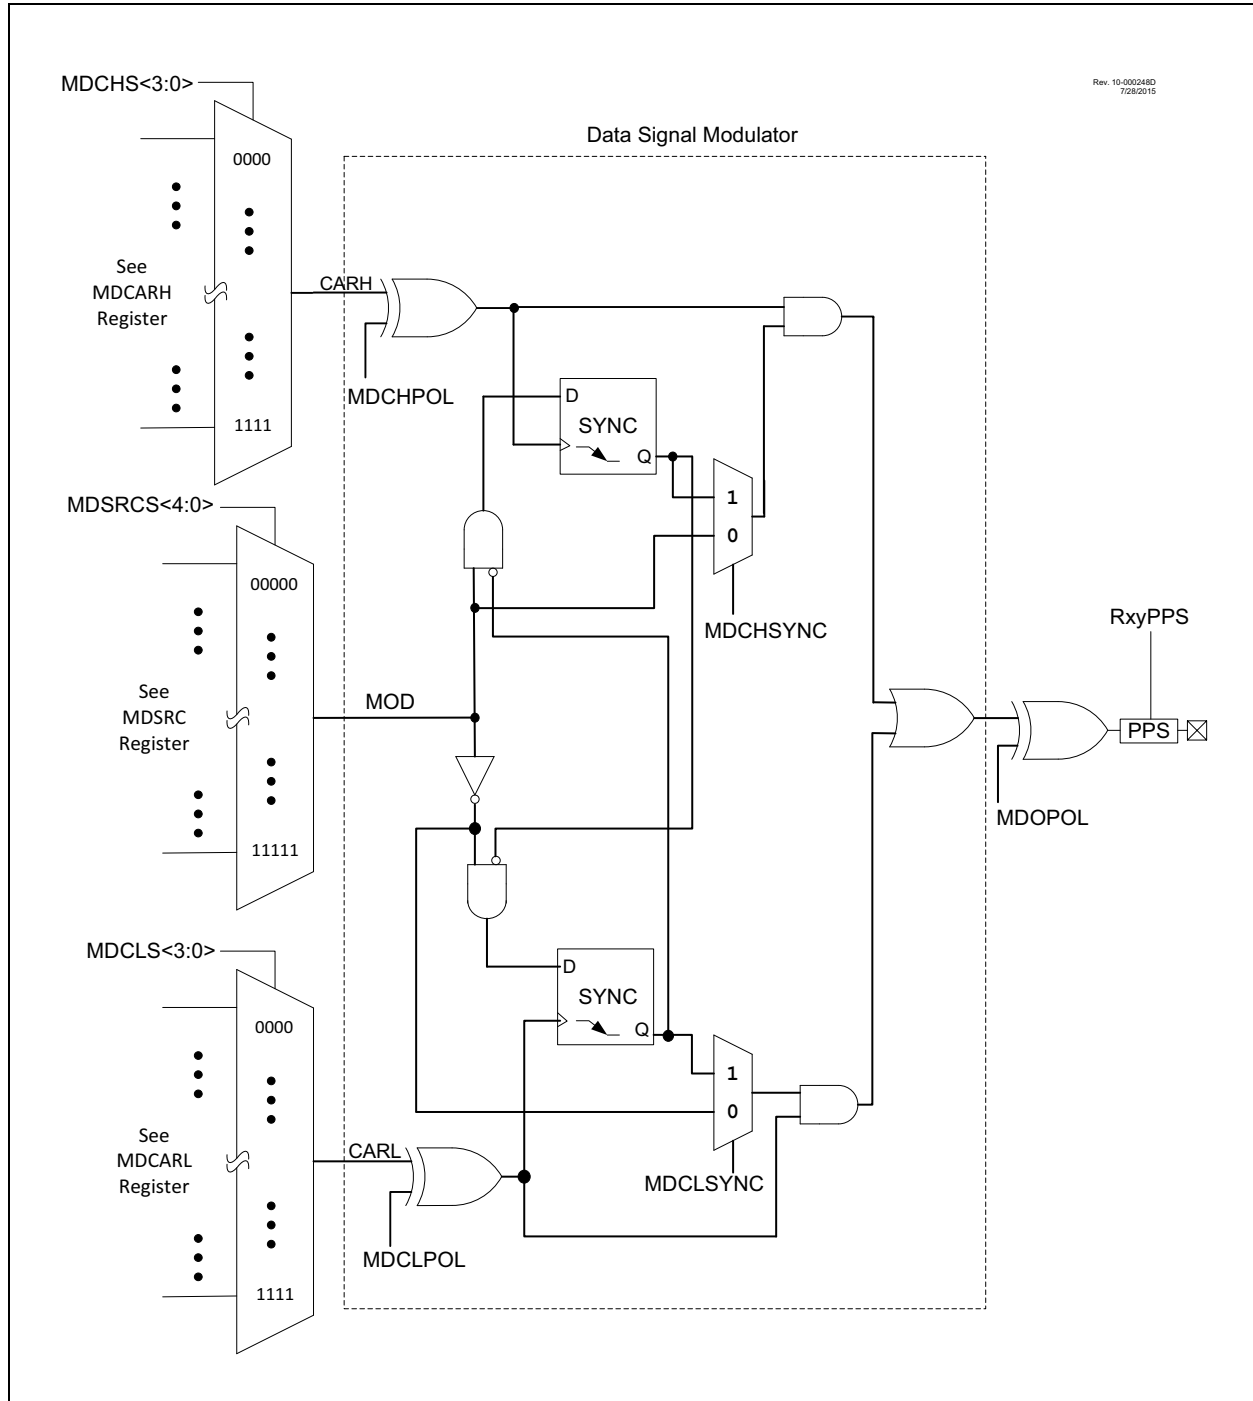 MDCHS<3:0>
Rev. 10-000248D
7/28/2015
Data Signal Modulator
0000
See
MDCARH
Register
CARH
MDCHPOL
D
SYNC
Q
1111
1
0
MDSRCS<4:0>
00000
MDCHSYNC
RxyPPS
See
MDSRC
Register
MOD
PPS
MDOPOL
11111
MDCLS<3:0>
D
SYNC
Q
0000
1
0
See
MDCARL
Register
CARL
MDCLSYNC
MDCLPOL
1111